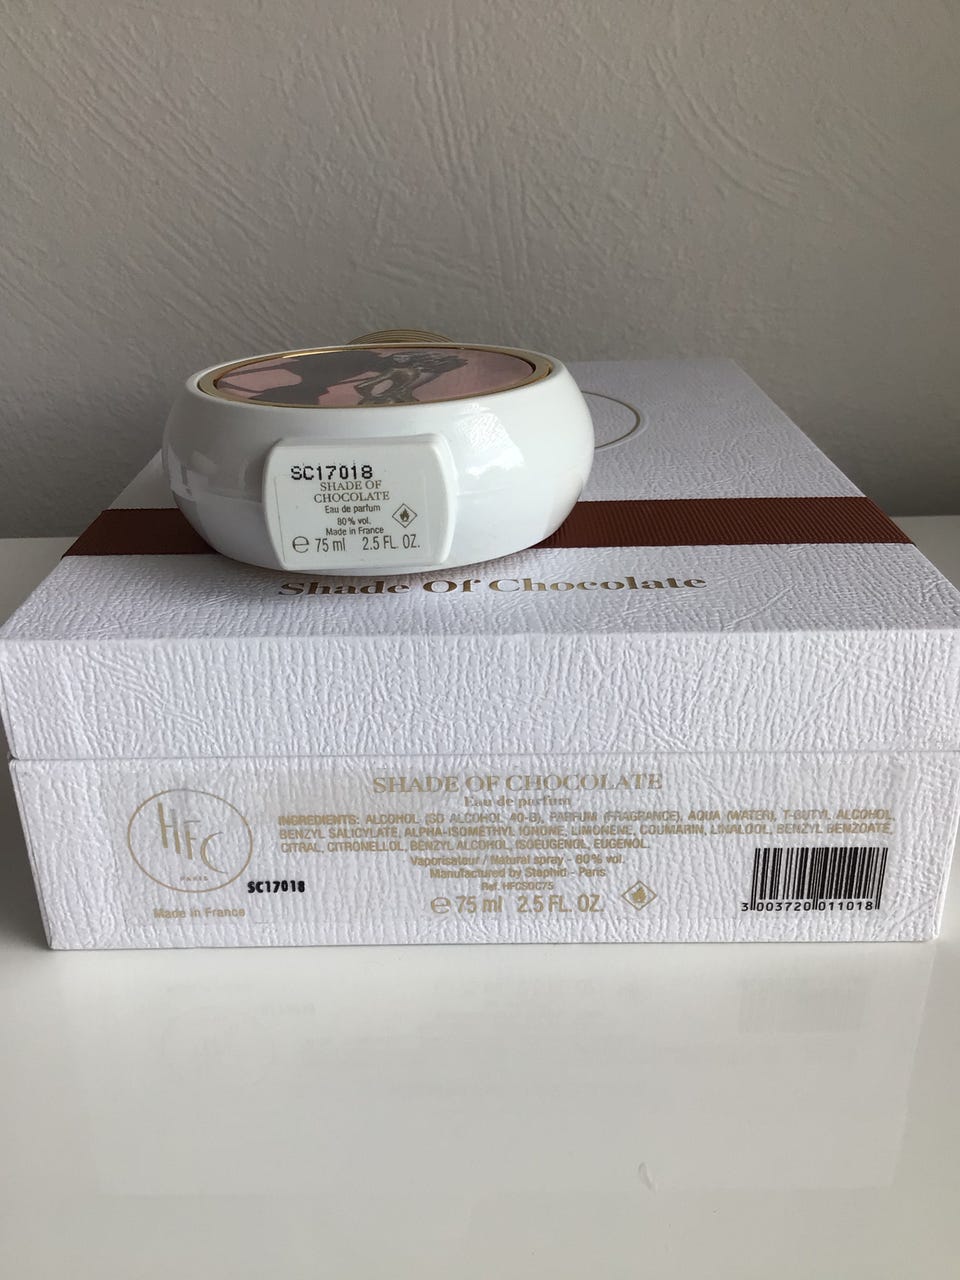 SC17018
SHADE OF
CHOCOLATE
Eau de parfum
80% vol.
Made in France
℮ 75 ml 2.5 FL. OZ.
Shade Of Chocolate
SHADE OF CHOCOLATE
Eau de parfum
INGREDIENTS: ALCOHOL (SD ALCOHOL 40-B), PARFUM (FRAGRANCE), AQUA (WATER), T-BUTYL ALCOHOL,
BENZYL SALICYLATE, ALPHA-ISOMETHYL IONONE, LIMONENE, COUMARIN, LINALOOL, BENZYL BENZOATE,
CITRAL, CITRONELLOL, BENZYL ALCOHOL, ISOEUGENOL, EUGENOL.
Vaporisateur / Natural spray - 80% vol.
Manufactured by Stephid - Paris
Ref. HFCSOC75
℮ 75 ml 2.5 FL. OZ.
HFC
PARIS
SC17018
Made in France
3 003720 011018